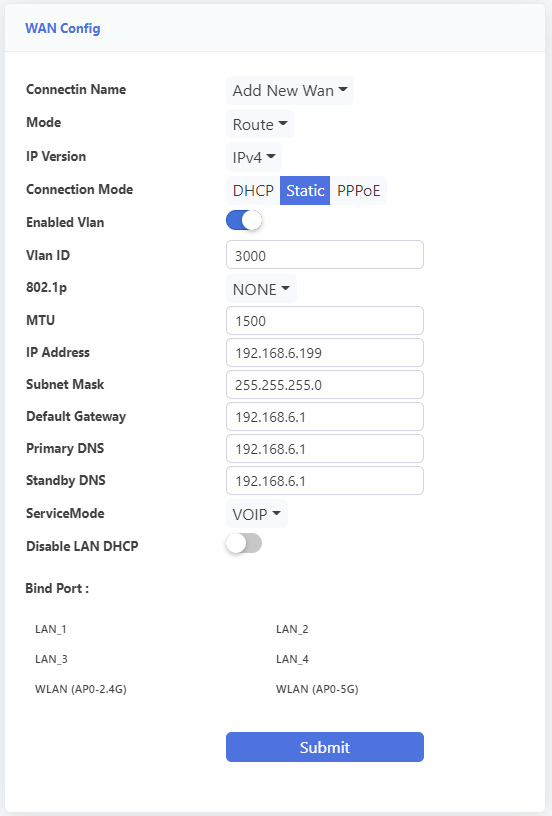 WAN Config
Connectin Name Add New Wan
Mode Route
IP Version IPv4
Connection Mode DHCP Static PPPoE
Enabled Vlan
Vlan ID 3000
802.1p NONE
MTU 1500
IP Address 192.168.6.199
Subnet Mask 255.255.255.0
Default Gateway 192.168.6.1
Primary DNS 192.168.6.1
Standby DNS 192.168.6.1
ServiceMode VOIP
Disable LAN DHCP
Bind Port :
LAN_1 LAN_2
LAN_3 LAN_4
WLAN (AP0-2.4G) WLAN (AP0-5G)
Submit